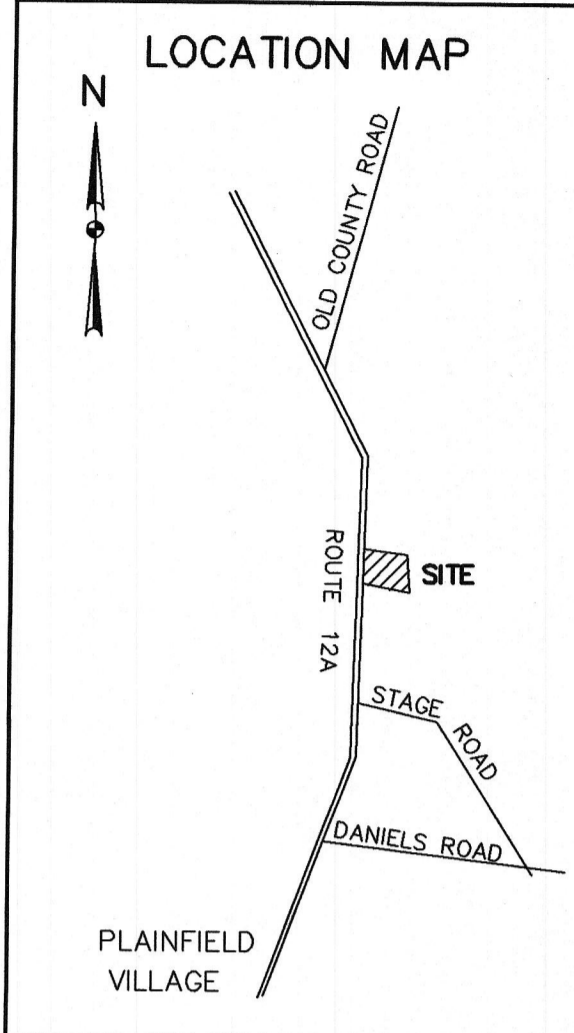 LOCATION MAP
N
OLD COUNTY ROAD
ROUTE 12A
SITE
STAGE
ROAD
DANIELS ROAD
PLAINFIELD
VILLAGE